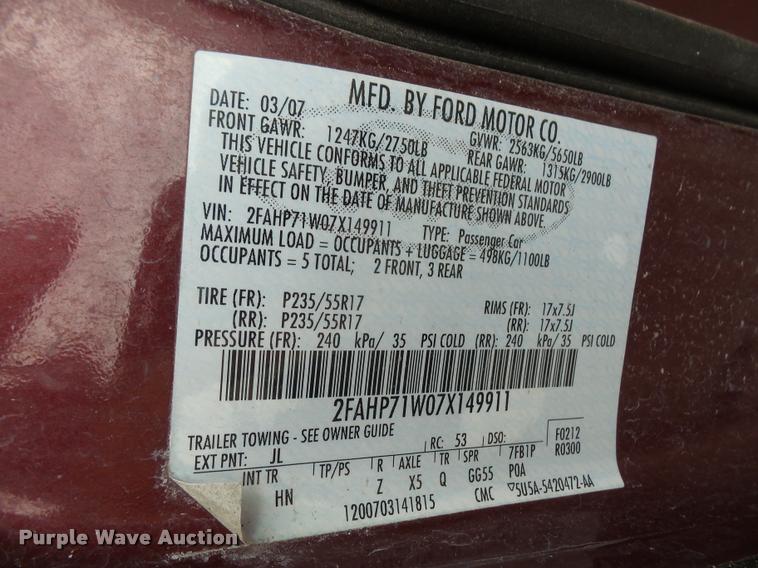 MFD. BY FORD MOTOR CO.
DATE: 03/07 GVWR: 2563KG/5650LB
FRONT GAWR: 1247KG/2750LB REAR GAWR: 1315KG/2900LB
THIS VEHICLE CONFORMS TO ALL APPLICABLE FEDERAL MOTOR
VEHICLE SAFETY, BUMPER, AND THEFT PREVENTION STANDARDS
IN EFFECT ON THE DATE OF MANUFACTURE SHOWN ABOVE.
VIN: 2FAHP71W07X149911 TYPE: Passenger Car
MAXIMUM LOAD = OCCUPANTS + LUGGAGE = 498KG/1100LB
OCCUPANTS = 5 TOTAL; 2 FRONT, 3 REAR
TIRE (FR): P235/55R17 RIMS (FR): 17x7.5J
(RR): P235/55R17 (RR): 17x7.5J
PRESSURE (FR): 240 kPa/ 35 PSI COLD (RR): 240 kPa/ 35 PSI COLD
2FAHP71W07X149911
TRAILER TOWING - SEE OWNER GUIDE RC: 53 DSO: F0212
EXT PNT: JL R0300
INT TR TP/PS R AXLE TR SPR 7FB1P
HN Z X5 Q GG55 POA
1200703141815 CMC ▽5U5A-5420472-AA
Purple Wave Auction